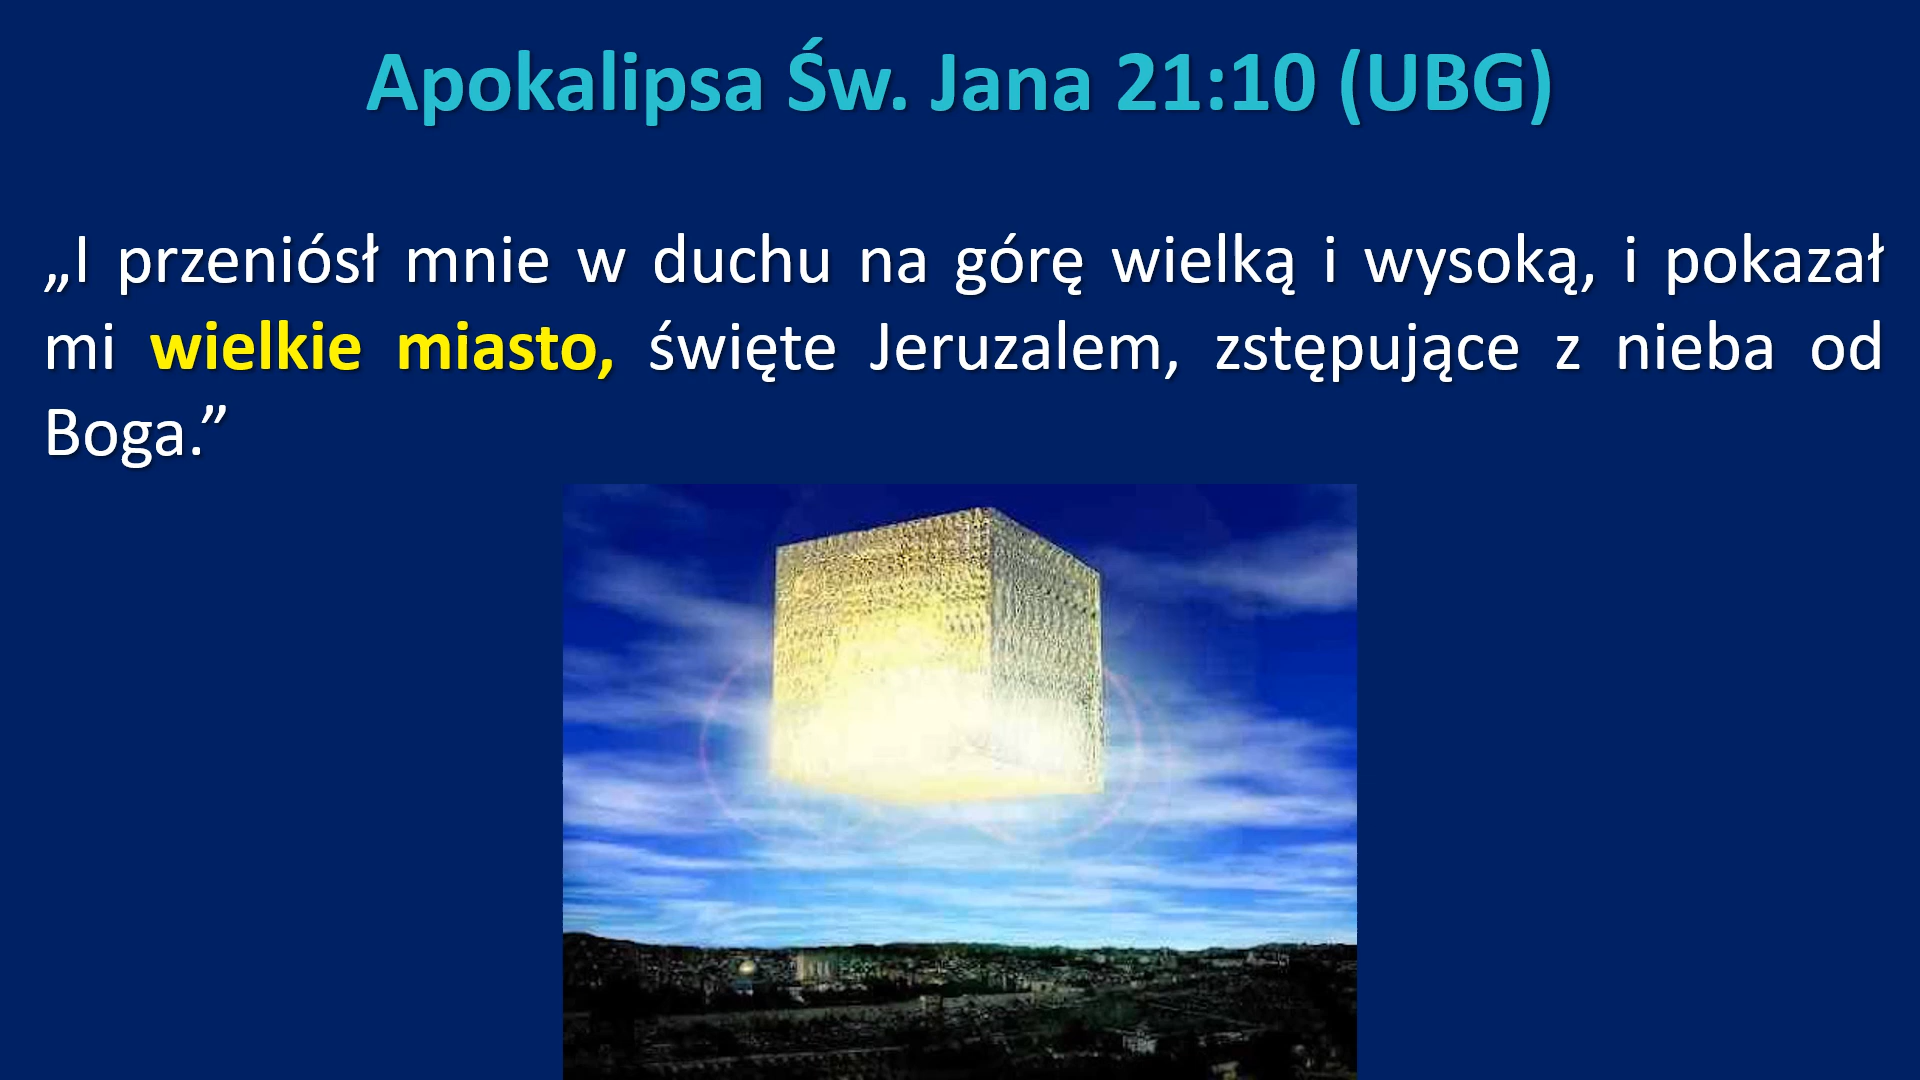 Apokalipsa Św. Jana 21:10 (UBG)
„I przeniósł mnie w duchu na górę wielką i wysoką, i pokazał
mi wielkie miasto, święte Jeruzalem, zstępujące z nieba od
Boga.”